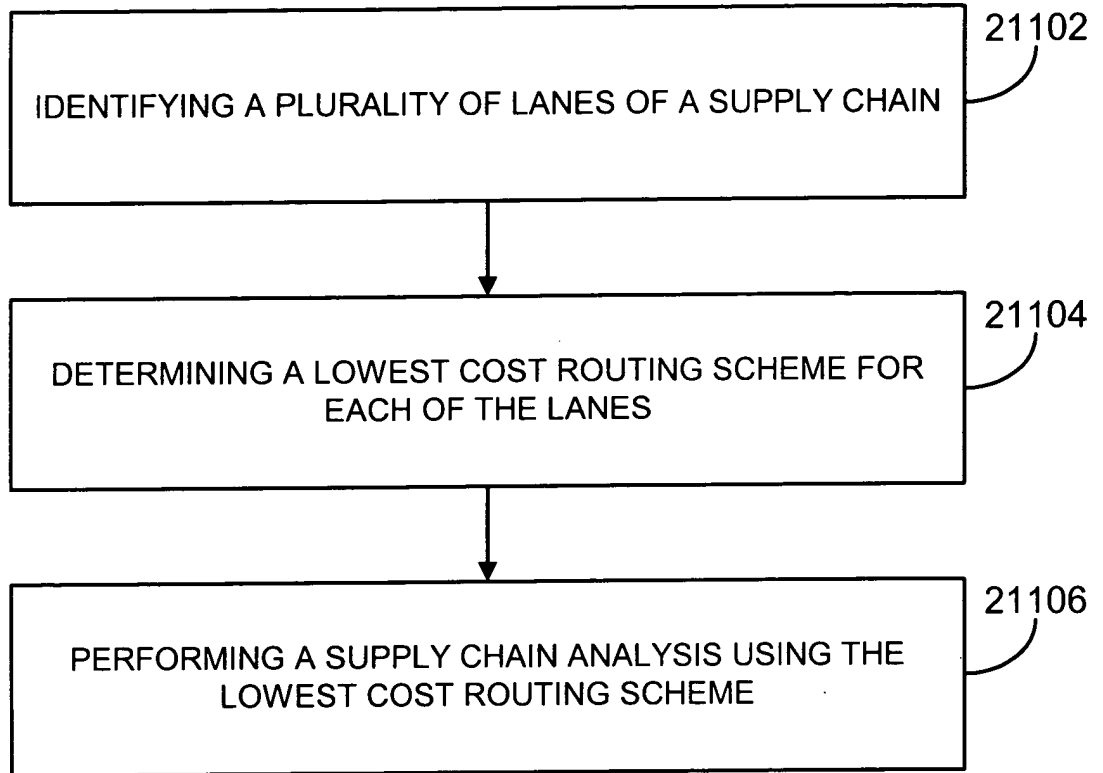 21102
IDENTIFYING A PLURALITY OF LANES OF A SUPPLY CHAIN
21104
DETERMINING A LOWEST COST ROUTING SCHEME FOR
EACH OF THE LANES
21106
PERFORMING A SUPPLY CHAIN ANALYSIS USING THE
LOWEST COST ROUTING SCHEME